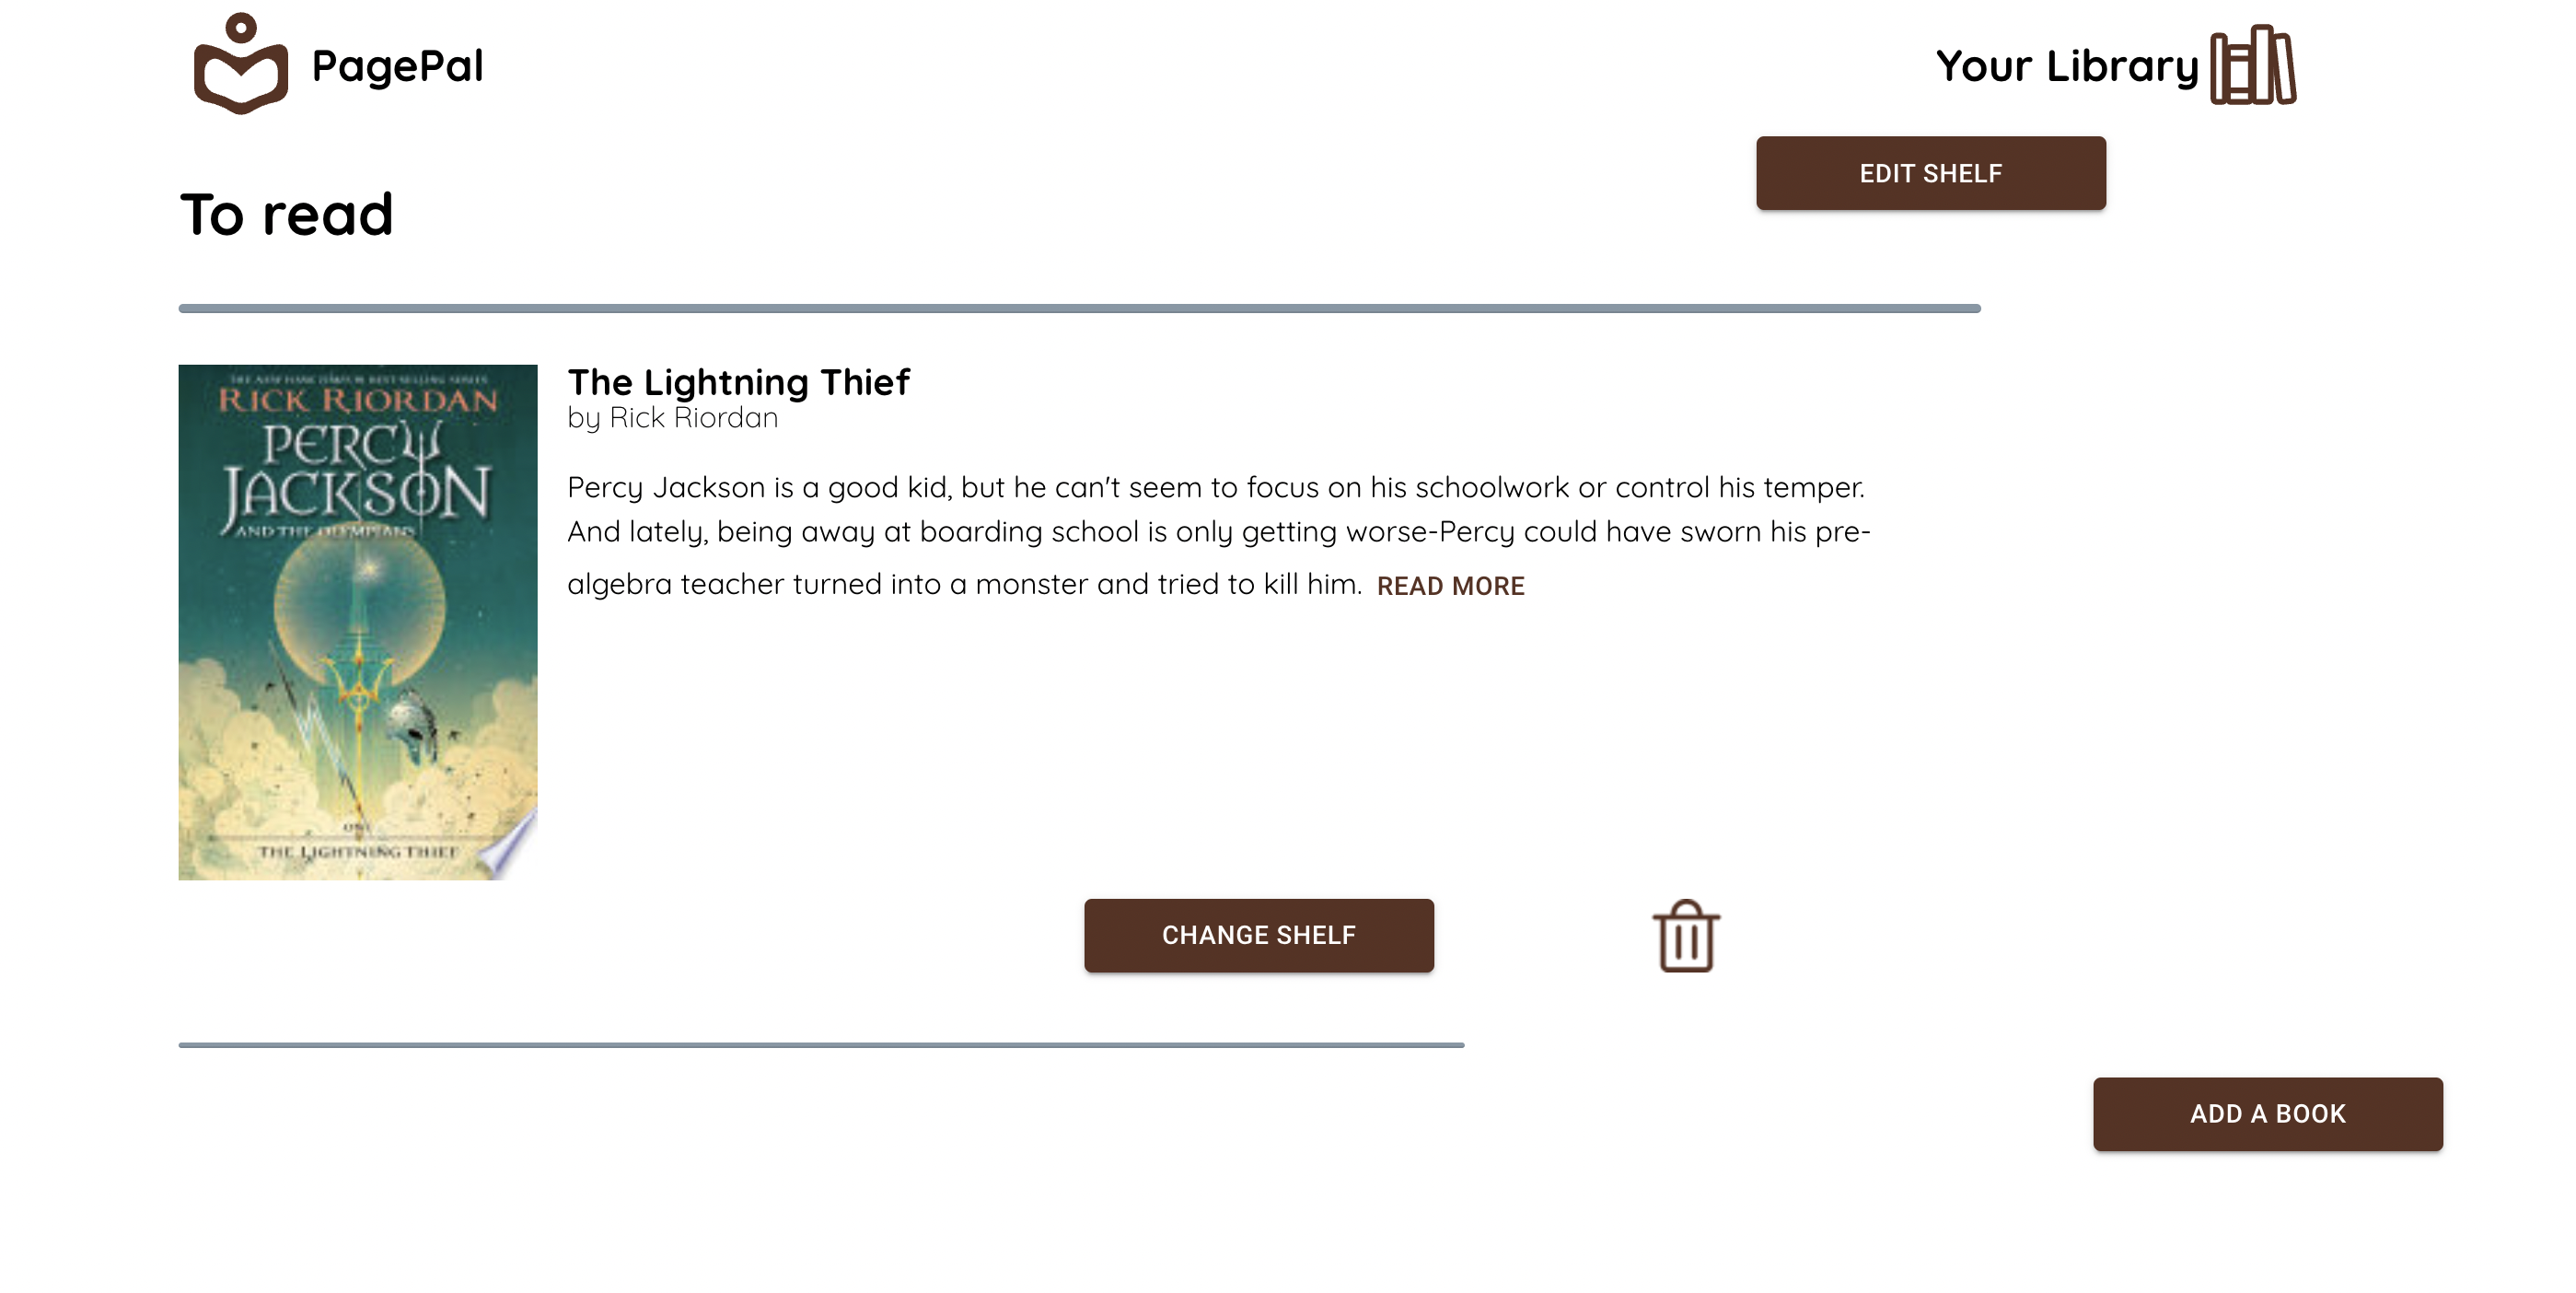 PagePal
Your Library
EDIT SHELF
To read
THE NEW YORK TIMES BEST-SELLING SERIES
RICK RIORDAN
PERCY
JACKSON
AND THE OLYMPIANS
ONE
THE LIGHTNING THIEF
The Lightning Thief
by Rick Riordan
Percy Jackson is a good kid, but he can't seem to focus on his schoolwork or control his temper.
And lately, being away at boarding school is only getting worse-Percy could have sworn his pre-
algebra teacher turned into a monster and tried to kill him. READ MORE
CHANGE SHELF
ADD A BOOK